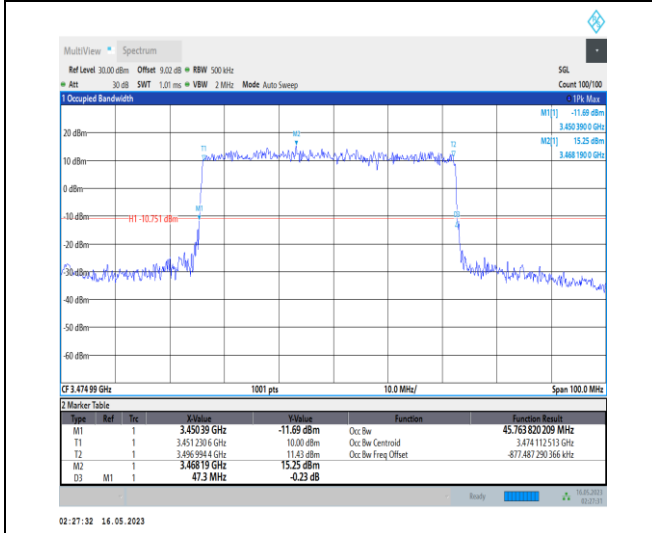 MultiView Spectrum
Ref Level 30.00 dBm Offset 9.02 dB RBW 500 kHz SGL
Att 30 dB SWT 1.01 ms VBW 2 MHz Mode Auto Sweep Count 100/100
1 Occupied Bandwidth 1Pk Max
M1[1] -11.69 dBm
3.450 390 0 GHz
M2[1] 15.25 dBm
3.468 190 0 GHz
20 dBm
M2
T1
T2
10 dBm
0 dBm
M1
D3
-10 dBm
H1 -10.751 dBm
-20 dBm
-30 dBm
-40 dBm
-50 dBm
-60 dBm
CF 3.474 99 GHz 1001 pts 10.0 MHz/ Span 100.0 MHz
2 Marker Table
Type Ref Trc X-Value Y-Value Function Function Result
M1 1 3.450 39 GHz -11.69 dBm Occ Bw 45.763 820 209 MHz
T1 1 3.451 230 6 GHz 10.00 dBm Occ Bw Centroid 3.474 112 513 GHz
T2 1 3.496 994 4 GHz 11.43 dBm Occ Bw Freq Offset -877.487 290 366 kHz
M2 1 3.468 19 GHz 15.25 dBm
D3 M1 1 47.3 MHz -0.23 dB
Ready 16.05.2023
02:27:31
02:27:32 16.05.2023